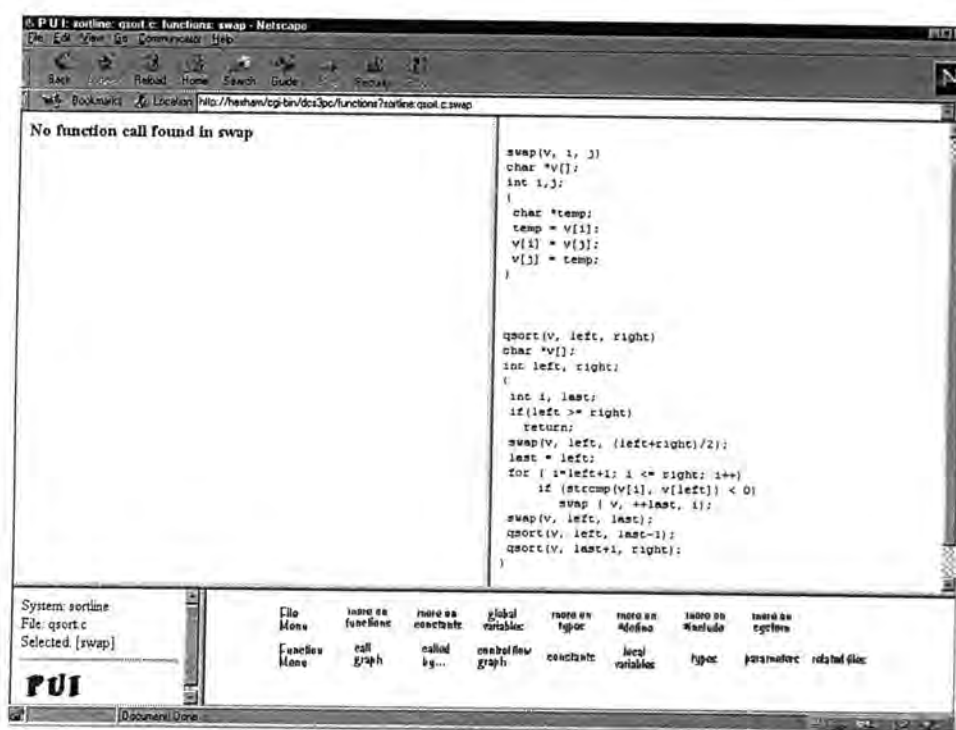 PUI: sortline: qsort.c: functions: swap - Netscape
File Edit View Go Communicator Help
Back Reload Home Search Guide Security
Bookmarks Location http://hexham/cgi-bin/dcs3pc/functions?sortline:qsoil.c:swap
No function call found in swap
swap(v, i, j)
char *v[];
int i,j;
{
char *temp;
temp = v[i];
v[i] = v[j];
v[j] = temp;
}
qsort(v, left, right)
char *v[];
int left, right;
{
int i, last;
if(left >= right)
return;
swap(v, left, (left+right)/2);
last = left;
for ( i=left+1; i <= right; i++)
if (strcmp(v[i], v[left]) < 0)
swap ( v, ++last, i);
swap(v, left, last);
qsort(v, left, last-1);
qsort(v, last+1, right);
}
System: sortline
File: qsort.c
Selected: [swap]
PUI
File Menu
more on functions
more on constants
global variables
more on types
more on #define
more on #include
more on system
Function Menu
call graph
called by...
control flow graph
constants
local variables
types
parameters
related files
Document: Done